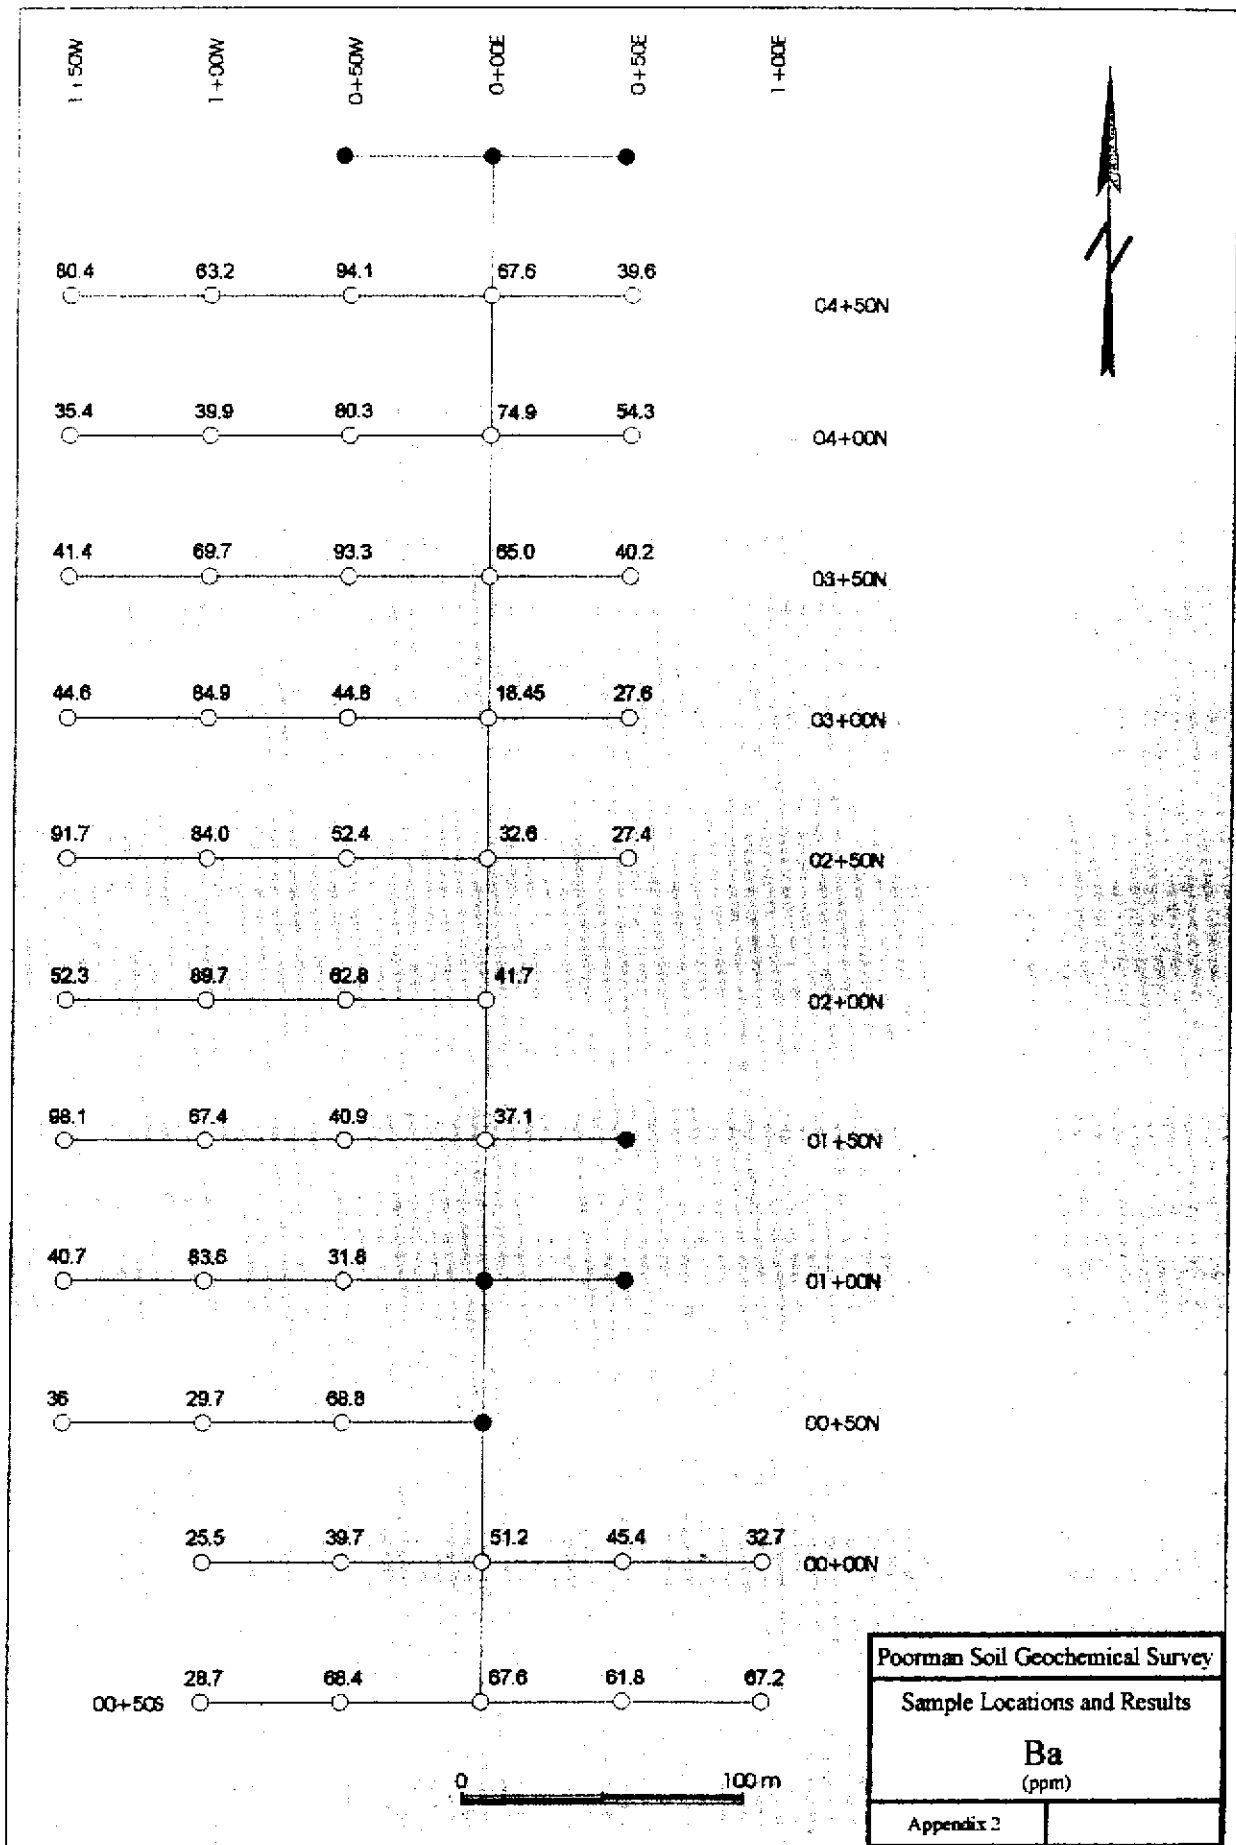 1+50W 1+00W 0+50W 0+00E 0+50E 1+00E
80.4 63.2 94.1 67.6 39.6
04+50N
35.4 39.9 80.3 74.9 54.3
04+00N
41.4 69.7 93.3 65.0 40.2
03+50N
44.6 84.9 44.8 18.45 27.6
03+00N
91.7 84.0 52.4 32.6 27.4
02+50N
52.3 89.7 62.8 41.7
02+00N
98.1 67.4 40.9 37.1
01+50N
40.7 83.6 31.8
01+00N
36 29.7 68.8
00+50N
25.5 39.7 51.2 45.4 32.7
00+00N
28.7 68.4 67.6 61.8 67.2
00+50S
0 100 m
Poorman Soil Geochemical Survey
Sample Locations and Results
Ba
(ppm)
Appendix 2